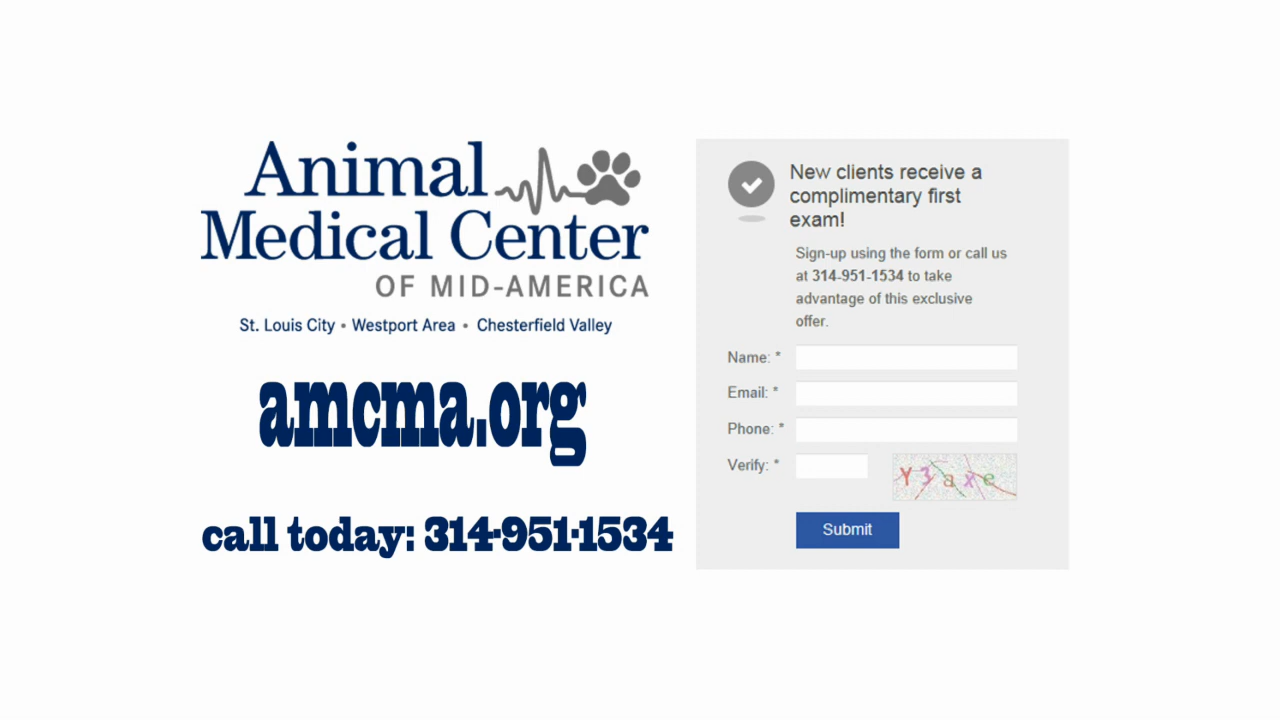 Animal
Medical Center
OF MID-AMERICA
St. Louis City • Westport Area • Chesterfield Valley
amcma.org
call today: 314-951-1534
New clients receive a
complimentary first
exam!
Sign-up using the form or call us
at 314-951-1534 to take
advantage of this exclusive
offer.
Name: *
Email: *
Phone: *
Verify: *
Y3axe
Submit